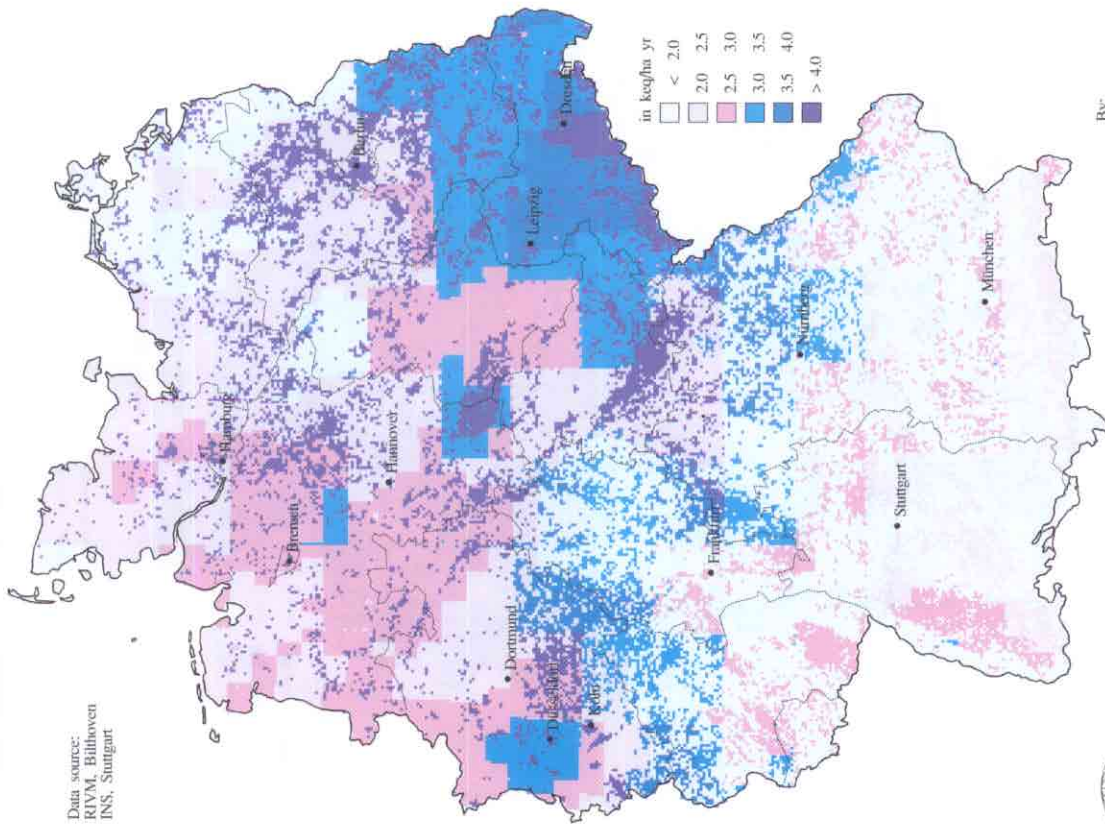 Data source:
RIVM, Bilthoven
INS, Stuttgart
Hamburg
Bremen
Berlin
Hannover
Dortmund
Leipzig
Dresden
Düsseldorf
Köln
Frankfurt
Nürnberg
Stuttgart
München
in keq/ha yr
< 2.0
2.0 2.5
2.5 3.0
3.0 3.5
3.5 4.0
> 4.0
By: